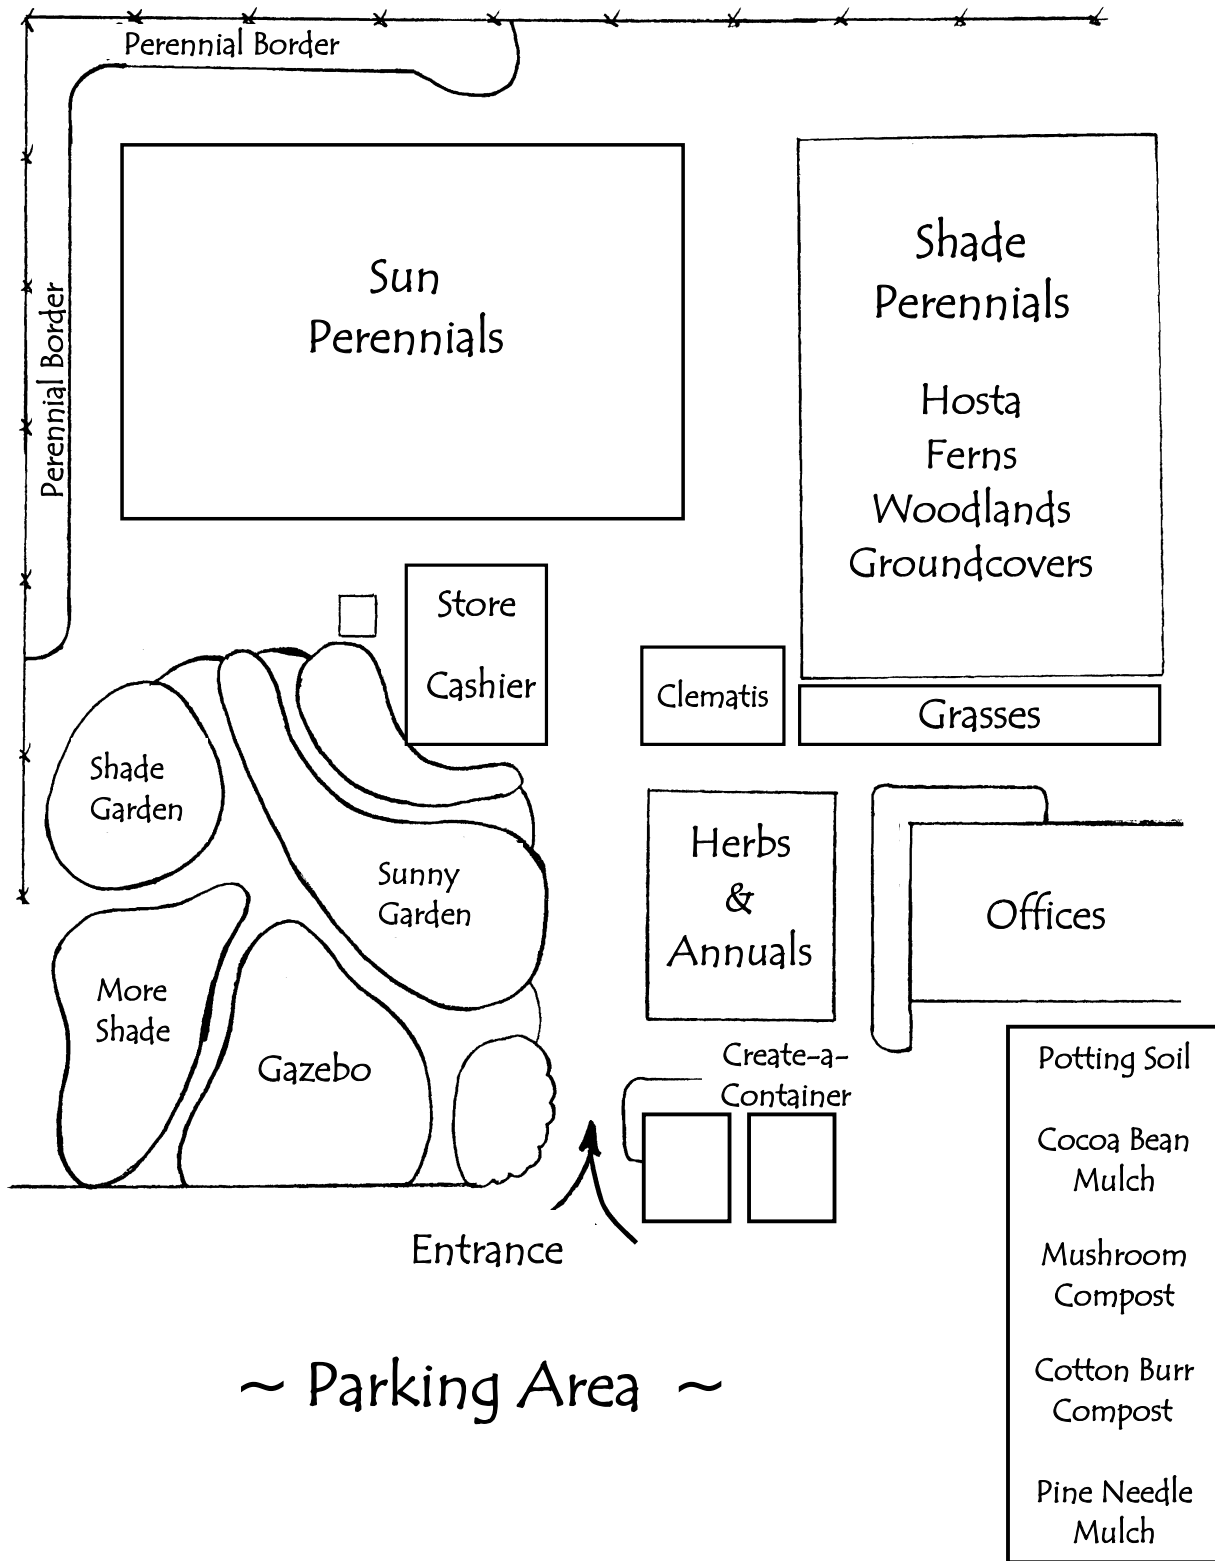 Perennial Border
Perennial Border
Sun
Perennials
Shade
Perennials
Hosta
Ferns
Woodlands
Groundcovers
Store
Cashier
Clematis
Grasses
Shade
Garden
Sunny
Garden
Herbs
&
Annuals
Offices
More
Shade
Gazebo
Create-a-
Container
Potting Soil
Cocoa Bean
Mulch
Mushroom
Compost
Cotton Burr
Compost
Pine Needle
Mulch
Entrance
~ Parking Area ~